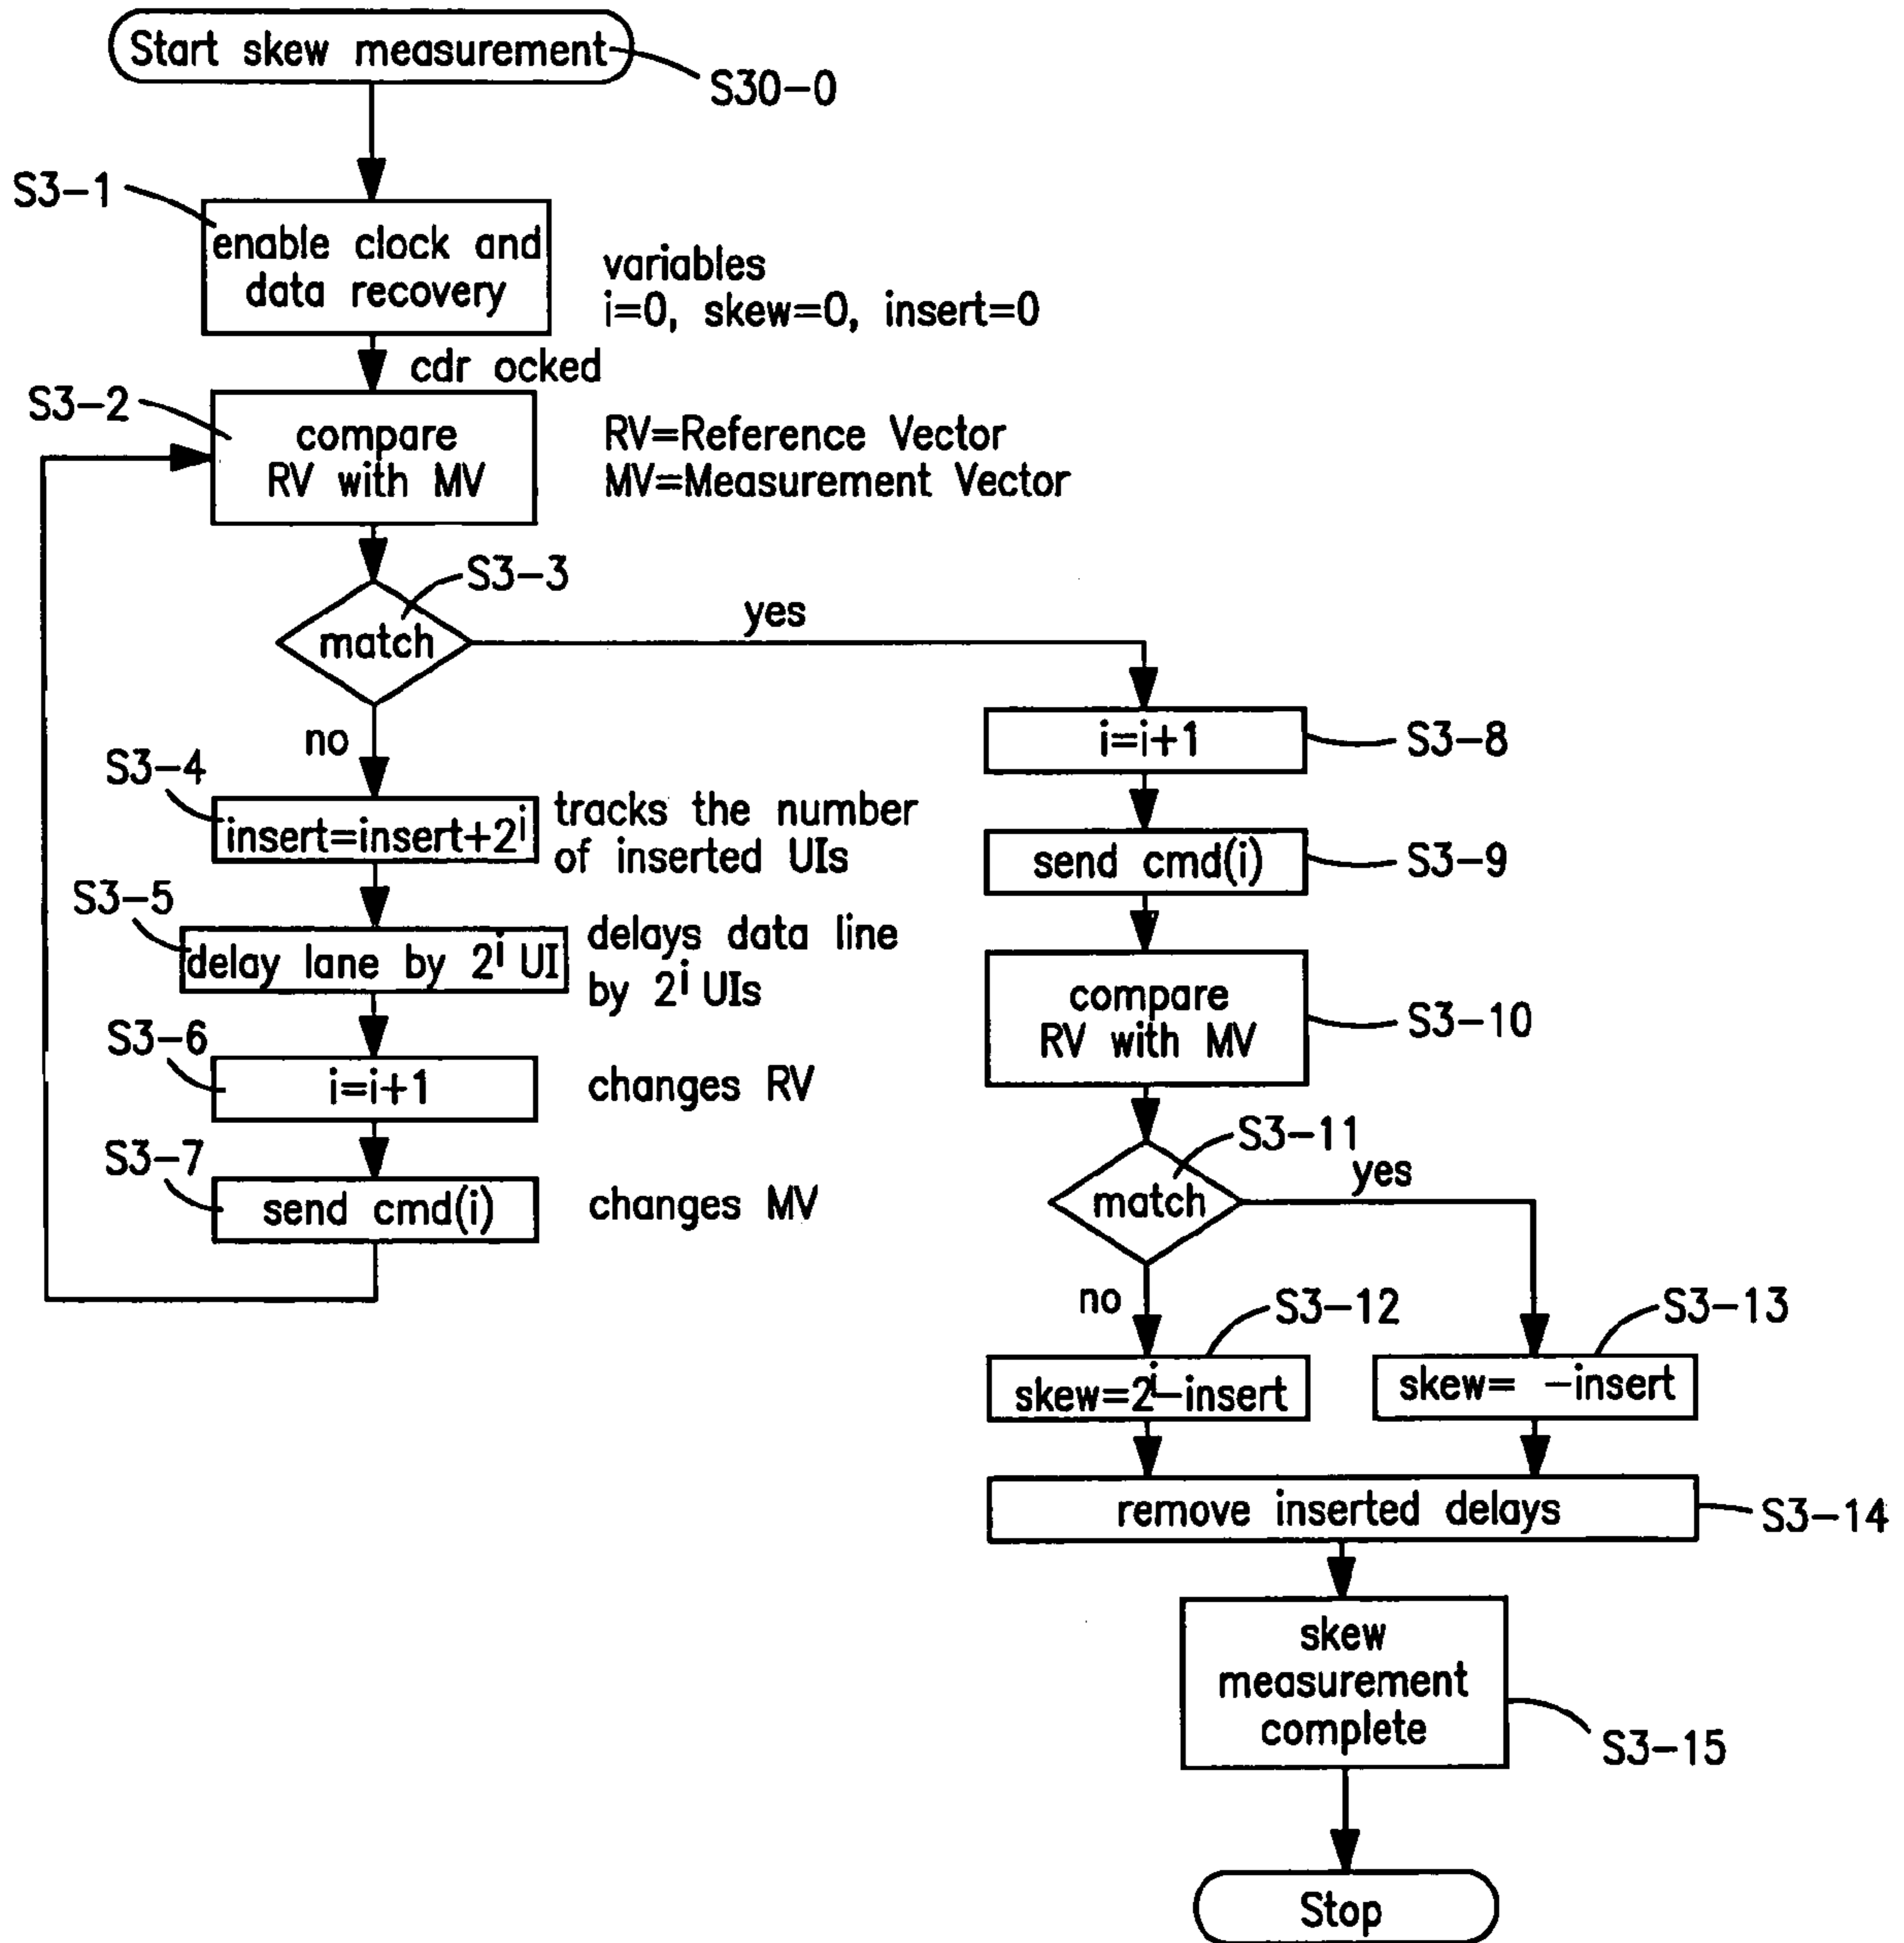 Start skew measurement
S30-0
S3-1
enable clock and
data recovery
variables
i=0, skew=0, insert=0
cdr ocked
S3-2
compare
RV with MV
RV=Reference Vector
MV=Measurement Vector
S3-3
match
yes
no
S3-4
insert=insert+2^i
tracks the number
of inserted UIs
S3-5
delay lane by 2^i UI
delays data line
by 2^i UIs
S3-6
i=i+1
changes RV
S3-7
send cmd(i)
changes MV
i=i+1
S3-8
send cmd(i)
S3-9
compare
RV with MV
S3-10
S3-11
match
yes
no
S3-12
skew=2^i-insert
S3-13
skew= -insert
remove inserted delays
S3-14
skew
measurement
complete
S3-15
Stop